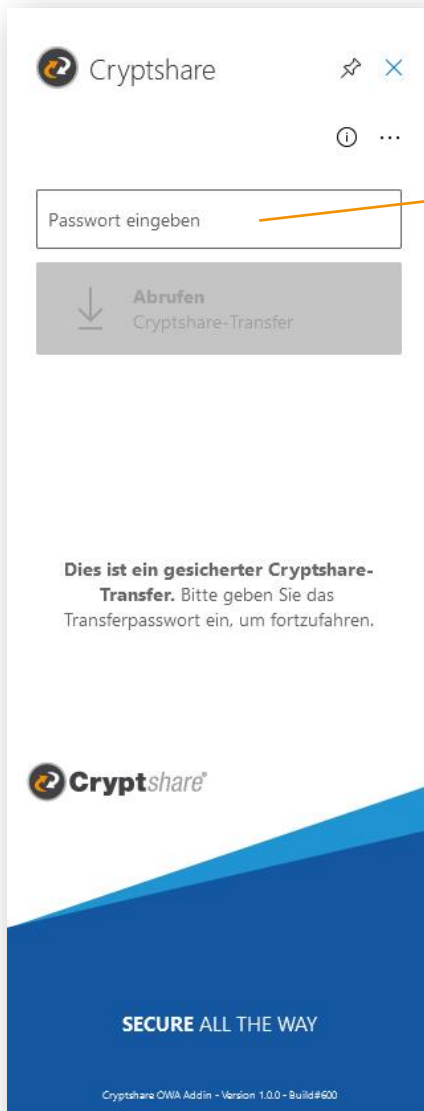 Cryptshare
Passwort eingeben
Abrufen
Cryptshare-Transfer
Dies ist ein gesicherter Cryptshare-
Transfer. Bitte geben Sie das
Transferpasswort ein, um fortzufahren.
Cryptshare®
SECURE ALL THE WAY
Cryptshare OWA Addin - Version 1.0.0 - Build#600